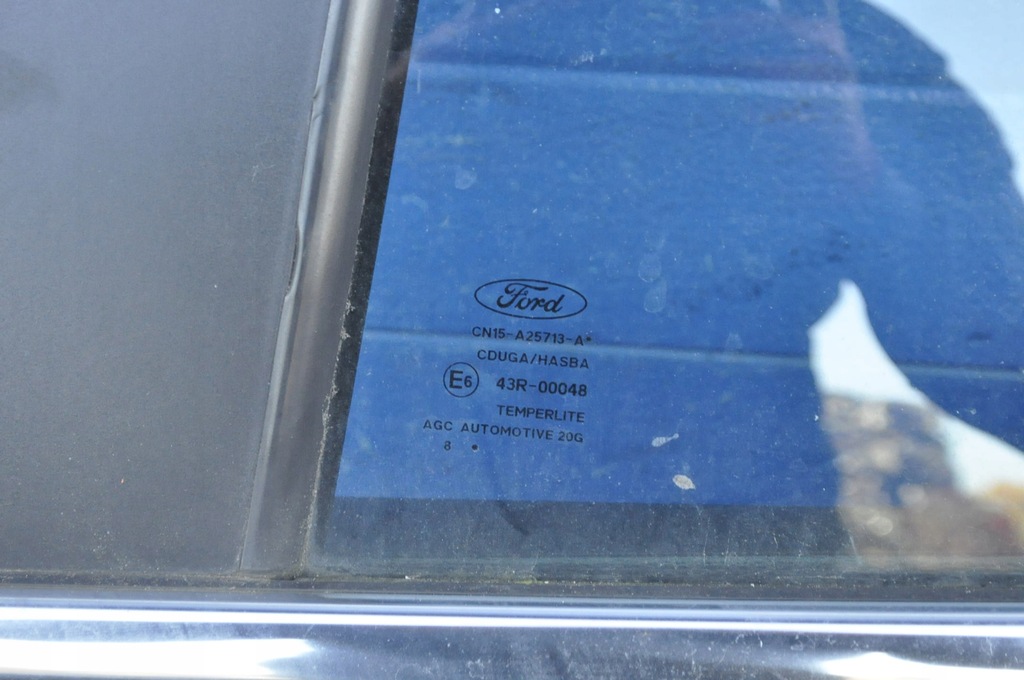 Ford
CN15-A25713-A*
CDUGA/HASBA
E6 43R-00048
TEMPERLITE
AGC AUTOMOTIVE 20G
8 •